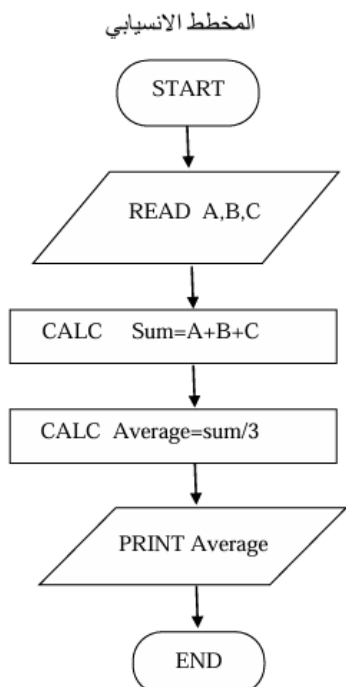 المخطط الانسيابي
START
READ A,B,C
CALC Sum=A+B+C
CALC Average=sum/3
PRINT Average
END